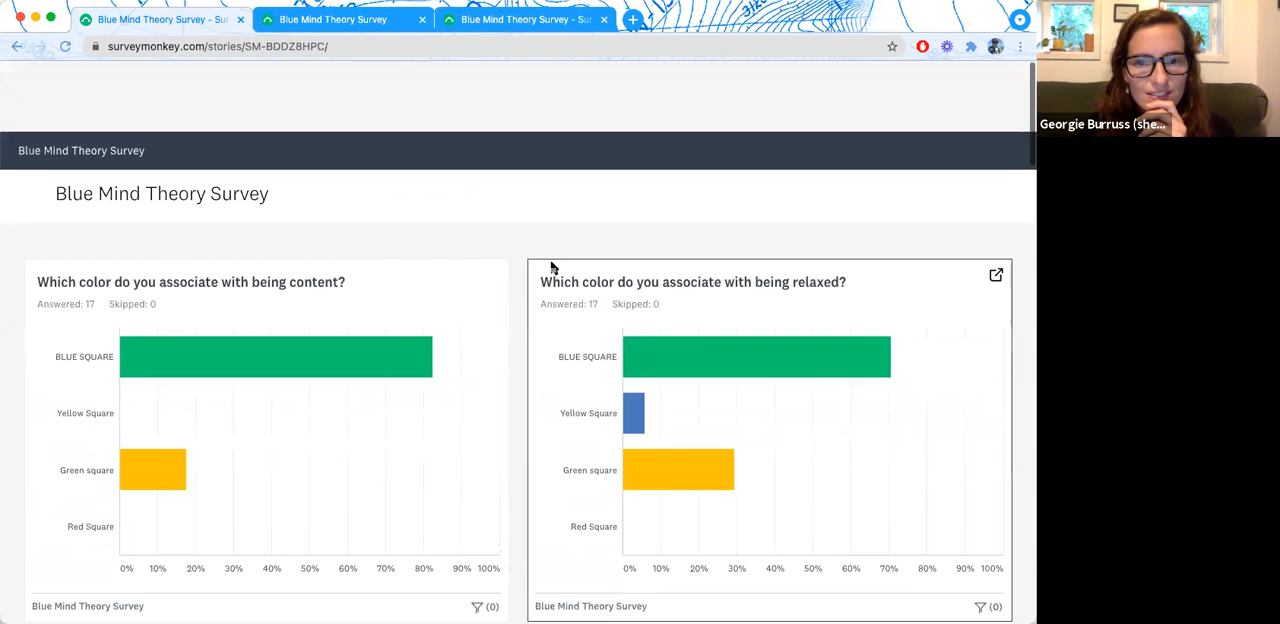 Blue Mind Theory Survey - Sur
Blue Mind Theory Survey
Blue Mind Theory Survey - Sur
surveymonkey.com/stories/SM-BDDZ8HPC/
Georgie Burruss (she...
Blue Mind Theory Survey
Blue Mind Theory Survey
Which color do you associate with being content?
Answered: 17 Skipped: 0
BLUE SQUARE
Yellow Square
Green square
Red Square
0% 10% 20% 30% 40% 50% 60% 70% 80% 90% 100%
Blue Mind Theory Survey (0)
Which color do you associate with being relaxed?
Answered: 17 Skipped: 0
BLUE SQUARE
Yellow Square
Green square
Red Square
0% 10% 20% 30% 40% 50% 60% 70% 80% 90% 100%
Blue Mind Theory Survey (0)